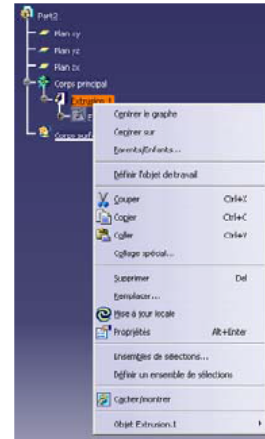 Part2
Plan xy
Plan yz
Plan zx
Corps principal
Extrusion.1
Corps surf
Centrer le graphe
Centrer sur
Parents/Enfants...
Définir l'objet de travail
Couper Ctrl+X
Copier Ctrl+C
Coller Ctrl+V
Collage spécial...
Supprimer Del
Remplacer...
Mise à jour locale
Propriétés Alt+Enter
Ensembles de sélections...
Définir un ensemble de sélections
Cacher/montrer
Objet Extrusion.1